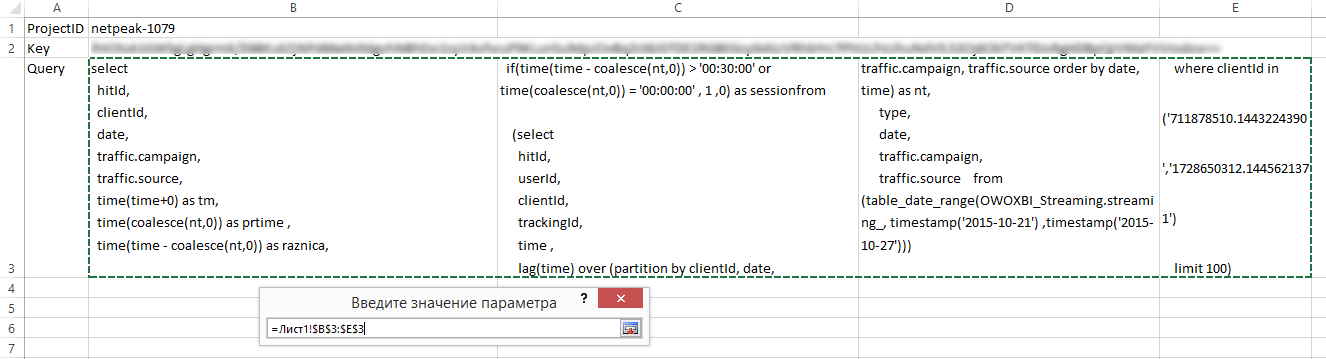 A B C D E
1 ProjectID netpeak-1079
2 Key
3 Query
select
hitId,
clientId,
date,
traffic.campaign,
traffic.source,
time(time+0) as tm,
time(coalesce(nt,0)) as prtime ,
time(time - coalesce(nt,0)) as raznica,
if(time(time - coalesce(nt,0)) > '00:30:00' or
time(coalesce(nt,0)) = '00:00:00' , 1 ,0) as sessionfrom
(select
hitId,
userId,
clientId,
trackingId,
time ,
lag(time) over (partition by clientId, date,
traffic.campaign, traffic.source order by date,
time) as nt,
type,
date,
traffic.campaign,
traffic.source from
(table_date_range(OWOXBI_Streaming.streami
ng_, timestamp('2015-10-21') ,timestamp('2015-
10-27')))
where clientId in
('711878510.1443224390
','1728650312.144562137
1')
limit 100)
4
5
6
7
Введите значение параметра ? ×
=Лист1!$B$3:$E$3